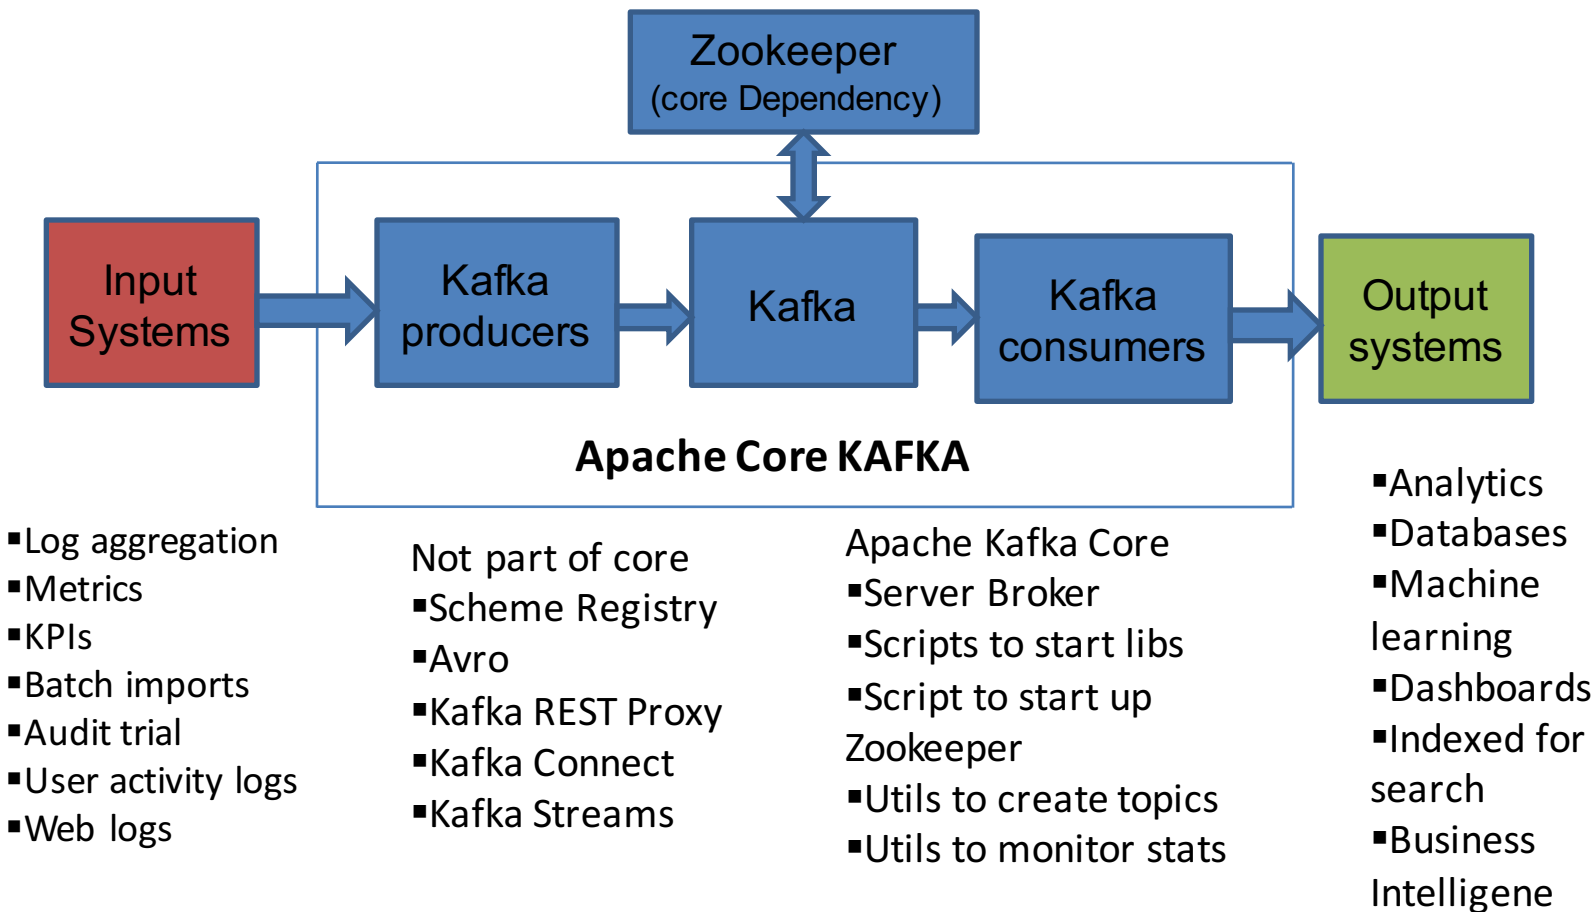 Zookeeper
(core Dependency)
Input
Systems
Kafka
producers
Kafka
Kafka
consumers
Output
systems
Apache Core KAFKA
▪Log aggregation
▪Metrics
▪KPIs
▪Batch imports
▪Audit trial
▪User activity logs
▪Web logs
Not part of core
▪Scheme Registry
▪Avro
▪Kafka REST Proxy
▪Kafka Connect
▪Kafka Streams
Apache Kafka Core
▪Server Broker
▪Scripts to start libs
▪Script to start up
Zookeeper
▪Utils to create topics
▪Utils to monitor stats
▪Analytics
▪Databases
▪Machine
learning
▪Dashboards
▪Indexed for
search
▪Business
Intelligene